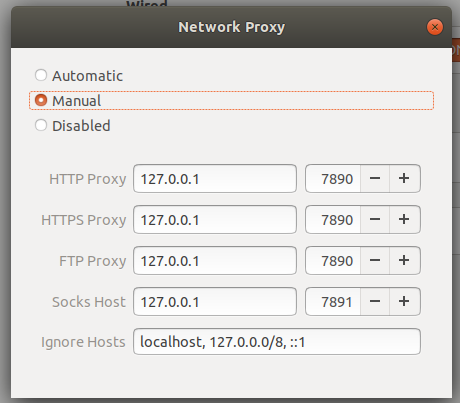 Wired
Network Proxy
Automatic
Manual
Disabled
HTTP Proxy 127.0.0.1 7890 − +
HTTPS Proxy 127.0.0.1 7890 − +
FTP Proxy 127.0.0.1 7890 − +
Socks Host 127.0.0.1 7891 − +
Ignore Hosts localhost, 127.0.0.0/8, ::1